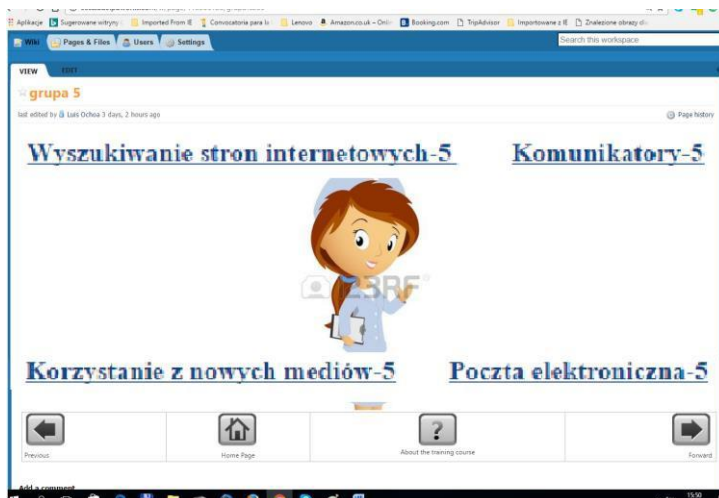 Aplikacje Sugerowane witryny Imported From IE Convocatoria para la Lenovo Amazon.co.uk – Onli Booking.com TripAdvisor Importowane z IE Znalezione obrazy dl
Wiki Pages & Files Users Settings Search this workspace
VIEW EDIT
grupa 5
last edited by Luis Ochoa 3 days, 2 hours ago Page history
Wyszukiwanie stron internetowych-5 Komunikatory-5
123RF
Korzystanie z nowych mediów-5 Poczta elektroniczna-5
?
Previous Home Page About the training course Forward
Add a comment
15:50